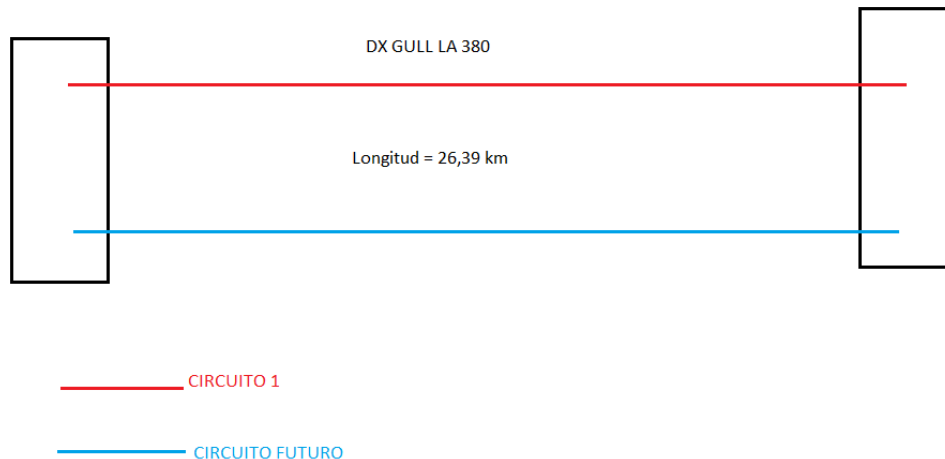 DX GULL LA 380
Longitud = 26,39 km
CIRCUITO 1
CIRCUITO FUTURO